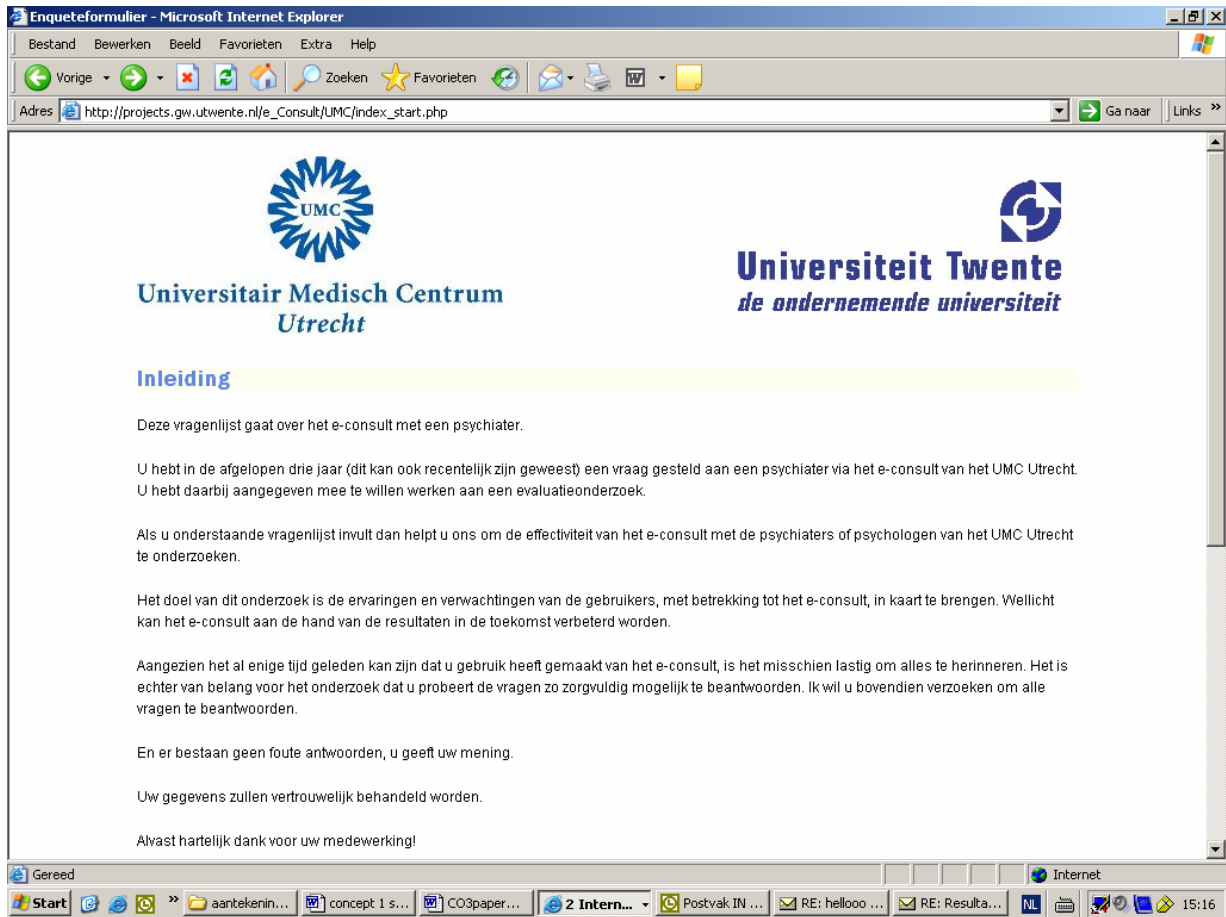 Enqueteformulier - Microsoft Internet Explorer
Bestand Bewerken Beeld Favorieten Extra Help
Vorige Zoeken Favorieten
Adres http://projects.gw.utwente.nl/e_Consult/UMC/index_start.php Ga naar Links »
UMC
Universitair Medisch Centrum
Utrecht
Universiteit Twente
de ondernemende universiteit
Inleiding
Deze vragenlijst gaat over het e-consult met een psychiater.
U hebt in de afgelopen drie jaar (dit kan ook recentelijk zijn geweest) een vraag gesteld aan een psychiater via het e-consult van het UMC Utrecht.
U hebt daarbij aangegeven mee te willen werken aan een evaluatieonderzoek.
Als u onderstaande vragenlijst invult dan helpt u ons om de effectiviteit van het e-consult met de psychiaters of psychologen van het UMC Utrecht
te onderzoeken.
Het doel van dit onderzoek is de ervaringen en verwachtingen van de gebruikers, met betrekking tot het e-consult, in kaart te brengen. Wellicht
kan het e-consult aan de hand van de resultaten in de toekomst verbeterd worden.
Aangezien het al enige tijd geleden kan zijn dat u gebruik heeft gemaakt van het e-consult, is het misschien lastig om alles te herinneren. Het is
echter van belang voor het onderzoek dat u probeert de vragen zo zorgvuldig mogelijk te beantwoorden. Ik wil u bovendien verzoeken om alle
vragen te beantwoorden.
En er bestaan geen foute antwoorden, u geeft uw mening.
Uw gegevens zullen vertrouwelijk behandeld worden.
Alvast hartelijk dank voor uw medewerking!
Gereed Internet
Start » aantekenin... concept 1 s... CO3paper... 2 Intern... Postvak IN ... RE: hellooo ... RE: Resulta... NL 15:16